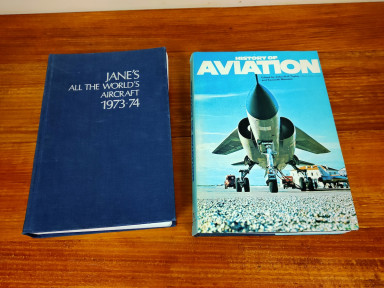 JANE'S
ALL THE WORLD'S
AIRCRAFT
1973-74
HISTORY OF
AVIATION